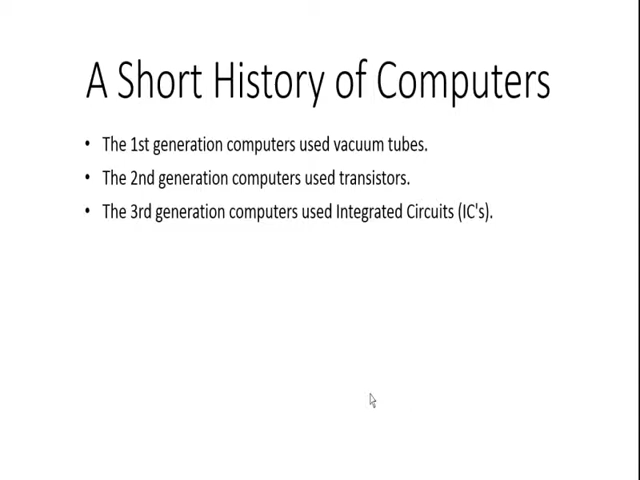 A Short History of Computers
• The 1st generation computers used vacuum tubes.
• The 2nd generation computers used transistors.
• The 3rd generation computers used Integrated Circuits (IC's).